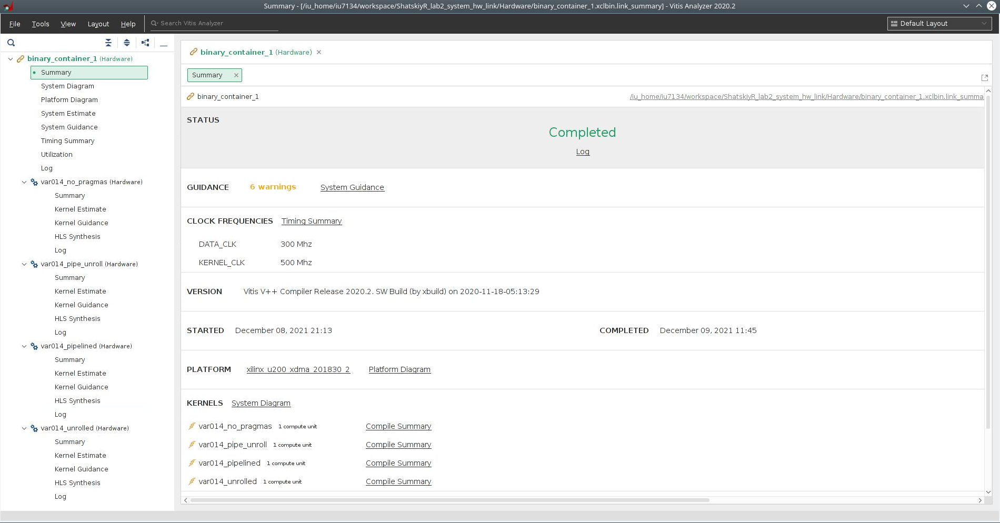 Summary - [/iu_home/iu7134/workspace/ShatskiyR_lab2_system_hw_link/Hardware/binary_container_1.xclbin.link_summary] - Vitis Analyzer 2020.2
File Tools View Layout Help Search Vitis Analyzer Default Layout
binary_container_1 (Hardware)
Summary
System Diagram
Platform Diagram
System Estimate
System Guidance
Timing Summary
Utilization
Log
var014_no_pragmas (Hardware)
Summary
Kernel Estimate
Kernel Guidance
HLS Synthesis
Log
var014_pipe_unroll (Hardware)
Summary
Kernel Estimate
Kernel Guidance
HLS Synthesis
Log
var014_pipelined (Hardware)
Summary
Kernel Estimate
Kernel Guidance
HLS Synthesis
Log
var014_unrolled (Hardware)
Summary
Kernel Estimate
Kernel Guidance
HLS Synthesis
Log
binary_container_1 (Hardware)
Summary
binary_container_1 /iu_home/iu7134/workspace/ShatskiyR_lab2_system_hw_link/Hardware/binary_container_1.xclbin.link_summa
STATUS
Completed
Log
GUIDANCE 6 warnings System Guidance
CLOCK FREQUENCIES Timing Summary
DATA_CLK 300 Mhz
KERNEL_CLK 500 Mhz
VERSION Vitis V++ Compiler Release 2020.2. SW Build (by xbuild) on 2020-11-18-05:13:29
STARTED December 08, 2021 21:13 COMPLETED December 09, 2021 11:45
PLATFORM xilinx_u200_xdma_201830_2 Platform Diagram
KERNELS System Diagram
var014_no_pragmas 1 compute unit Compile Summary
var014_pipe_unroll 1 compute unit Compile Summary
var014_pipelined 1 compute unit Compile Summary
var014_unrolled 1 compute unit Compile Summary